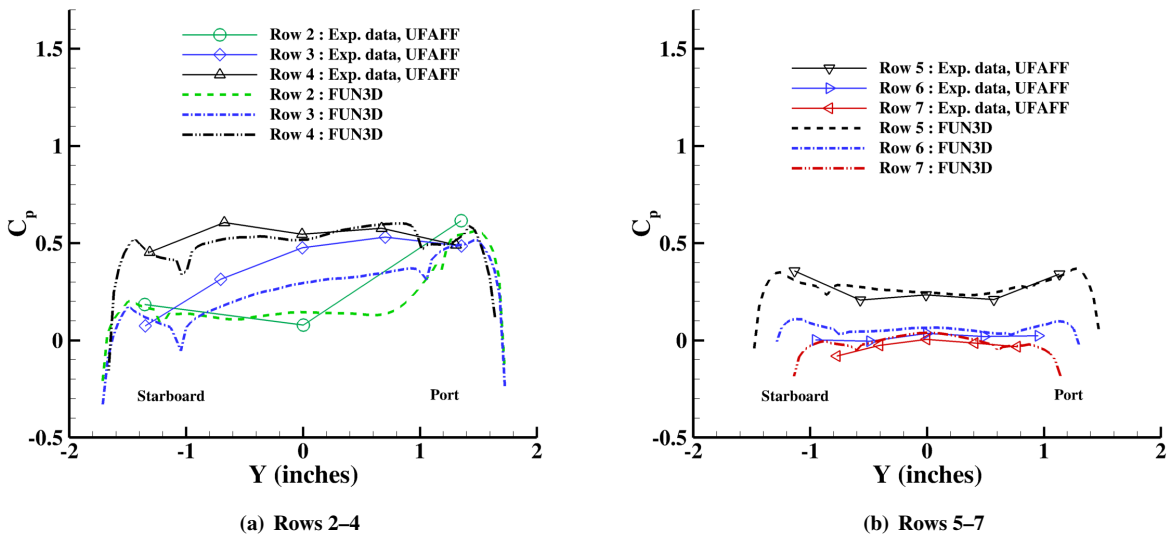 Row 2 : Exp. data, UFAFF
Row 3 : Exp. data, UFAFF
Row 4 : Exp. data, UFAFF
Row 2 : FUN3D
Row 3 : FUN3D
Row 4 : FUN3D
1.5
1
0.5
0
-0.5
Cp
Starboard
Port
-2
-1
0
1
2
Y (inches)
(a) Rows 2–4
Row 5 : Exp. data, UFAFF
Row 6 : Exp. data, UFAFF
Row 7 : Exp. data, UFAFF
Row 5 : FUN3D
Row 6 : FUN3D
Row 7 : FUN3D
1.5
1
0.5
0
-0.5
Cp
Starboard
Port
-2
-1
0
1
2
Y (inches)
(b) Rows 5–7